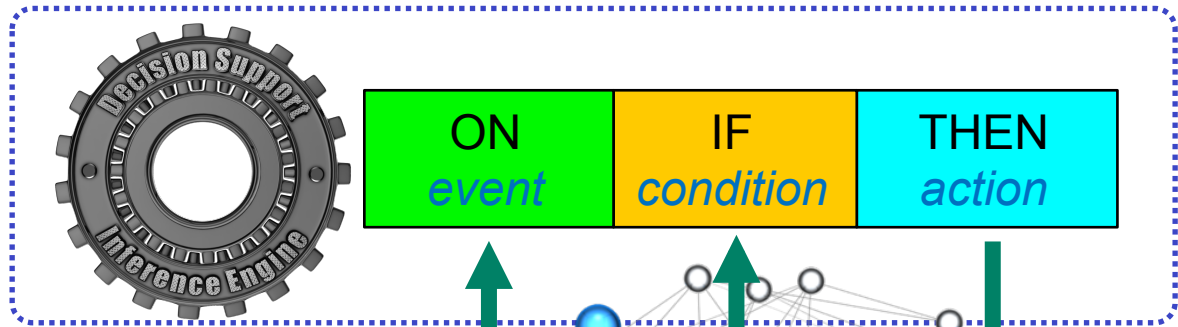 Decision Support
Inference Engine
ON
event
IF
condition
THEN
action